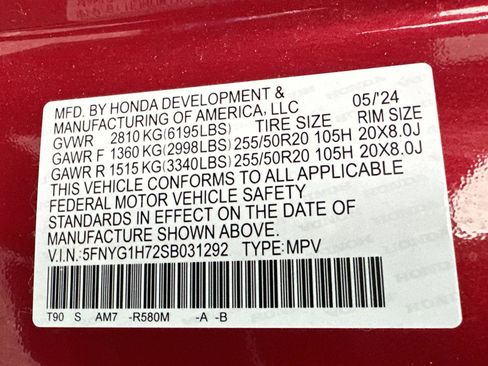 MFD. BY HONDA DEVELOPMENT &
MANUFACTURING OF AMERICA, LLC 05/'24
GVWR 2810 KG(6195LBS) TIRE SIZE RIM SIZE
GAWR F 1360 KG(2998LBS) 255/50R20 105H 20X8.0J
GAWR R 1515 KG(3340LBS) 255/50R20 105H 20X8.0J
THIS VEHICLE CONFORMS TO ALL APPLICABLE
FEDERAL MOTOR VEHICLE SAFETY
STANDARDS IN EFFECT ON THE DATE OF
MANUFACTURE SHOWN ABOVE.
V.I.N.:5FNYG1H72SB031292 TYPE:MPV
T90 S AM7 -R580M -A -B